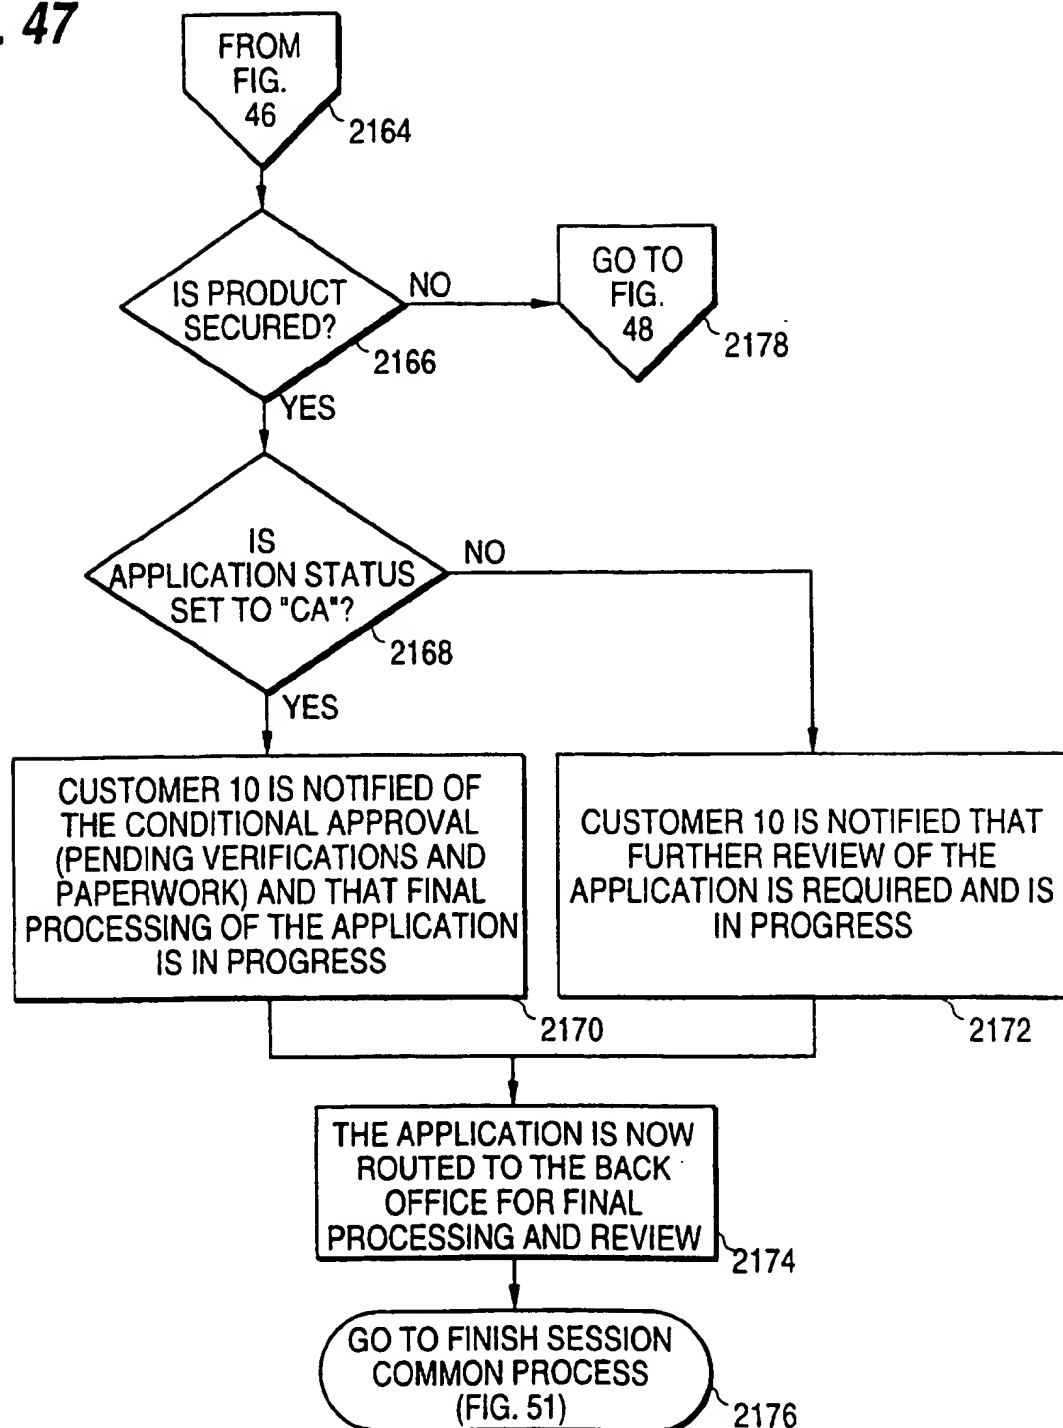 . 47
FROM
FIG.
46
2164
IS PRODUCT
SECURED?
2166
NO
GO TO
FIG.
48
2178
YES
IS
APPLICATION STATUS
SET TO "CA"?
2168
NO
YES
CUSTOMER 10 IS NOTIFIED OF
THE CONDITIONAL APPROVAL
(PENDING VERIFICATIONS AND
PAPERWORK) AND THAT FINAL
PROCESSING OF THE APPLICATION
IS IN PROGRESS
2170
CUSTOMER 10 IS NOTIFIED THAT
FURTHER REVIEW OF THE
APPLICATION IS REQUIRED AND IS
IN PROGRESS
2172
THE APPLICATION IS NOW
ROUTED TO THE BACK
OFFICE FOR FINAL
PROCESSING AND REVIEW
2174
GO TO FINISH SESSION
COMMON PROCESS
(FIG. 51)
2176